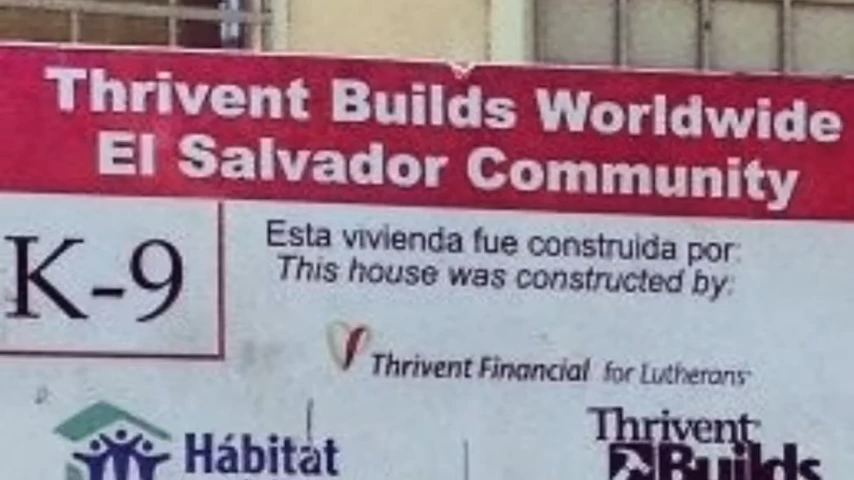 Thrivent Builds Worldwide
El Salvador Community
K-9
Esta vivienda fue construida por:
This house was constructed by:
Thrivent Financial for Lutherans
Hábitat
Thrivent
Builds